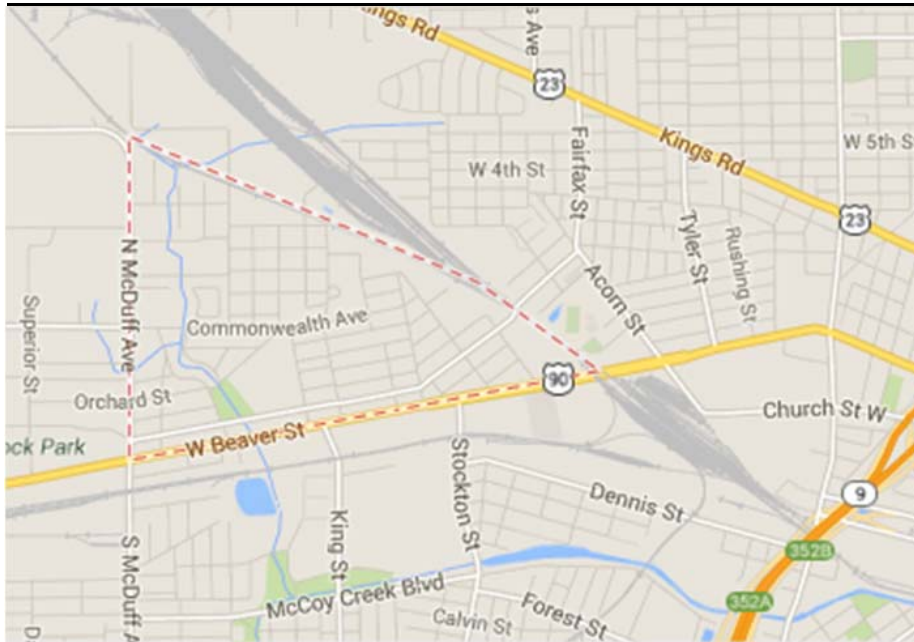 ngs Rd
s Ave
23
Kings Rd
W 5th S
W 4th St
Fairfax St
23
Tyler St
Rushing St
N McDuff Ave
Acorn St
Superior St
Commonwealth Ave
90
Orchard St
Church St W
ock Park
W Beaver St
Stockton St
9
Dennis St
King St
352B
S McDuff A
McCoy Creek Blvd
352A
Forest St
Calvin St
D